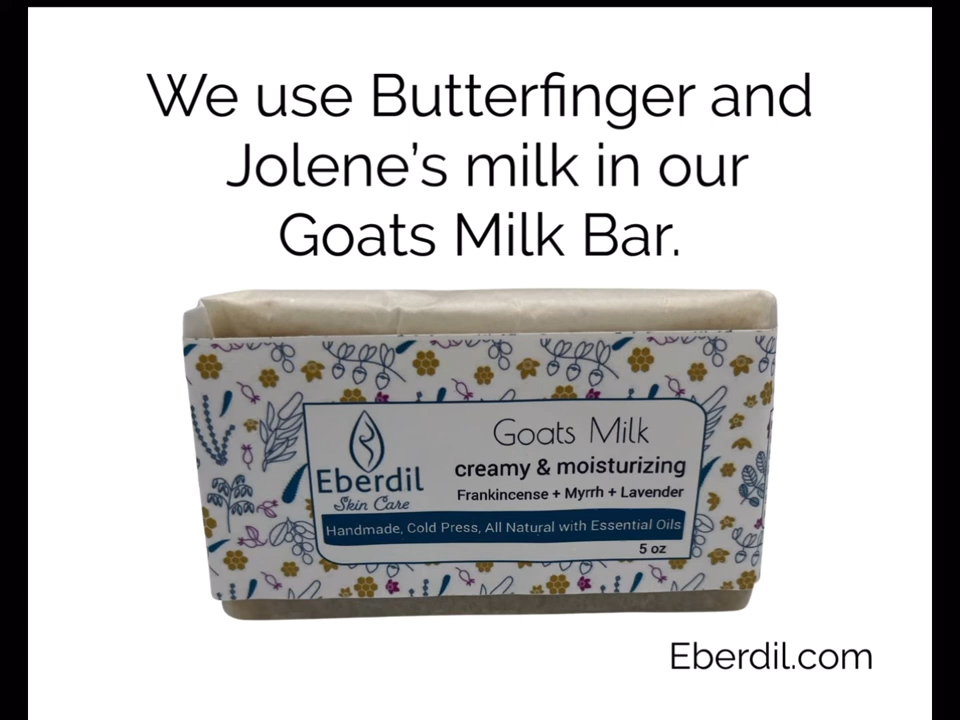 We use Butterfinger and
Jolene's milk in our
Goats Milk Bar.
Goats Milk
creamy & moisturizing
Eberdil
Skin Care
Frankincense + Myrrh + Lavender
Handmade, Cold Press, All Natural with Essential Oils
5 oz
Eberdil.com